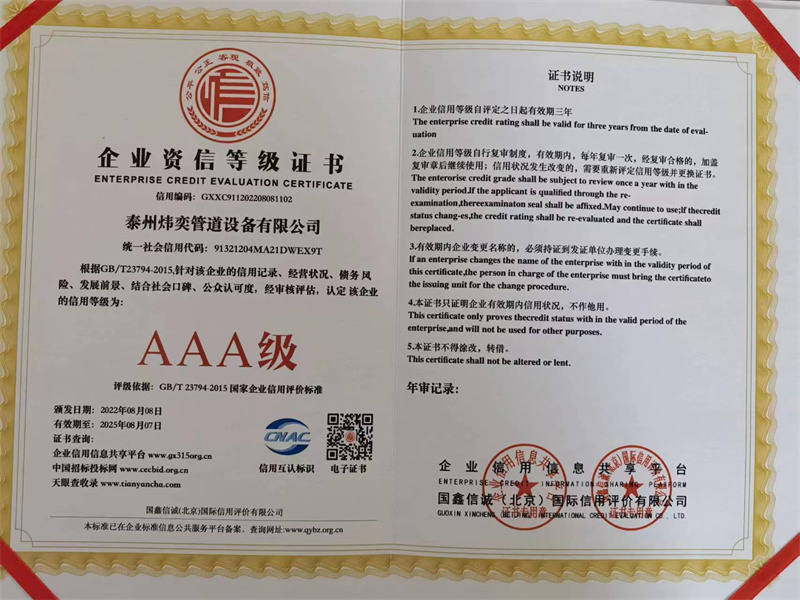 公平 公正 客观 权威 笃信
信
企业资信等级证书
ENTERPRISE CREDIT EVALUATION CERTIFICATE
信用编码：GXXC911202208081102
泰州炜奕管道设备有限公司
统一社会信用代码：91321204MA21DWEX9T
根据GB/T23794-2015,针对该企业的信用记录、经营状况、债务 风
险、发展前景、结合社会口碑、公众认可度，经审核评估，认定 该企业
的信用等级为：
AAA级
评级依据：GB/T 23794-2015 国家企业信用评价标准
颁发日期：2022年08月08日
有效期至：2025年08月07日
证书查询：
企业信用信息共享平台 www.gx315org.cn
中国招标投标网 www.cecbid.org.cn
天眼查收录 www.tianyancha.com
CNAC
信用互认标识
电子证书
国鑫信诚(北京)国际信用评价有限公司
本标准已在企业标准信息公共服务平台备案、查询网址:www.qybz.org.cn
证书说明
NOTES
1.企业信用等级自评定之日起有效期三年
The enterprise credit rating shall be valid for three years from the date of eval-
uation
2.企业信用等级自行复审制度，有效期内，每年复审一次，经复审合格的，加盖
复审章后继续使用；信用状况发生改变的，需要重新评定信用等级并更换证书。
The enterorise credit grade shall be subject to review once a year with in the
validity period.If the applicant is qualified through the re-
examination,thereexaminaton seal shall be affixed.May continue to use;If thecredit
status chang-es,the credit rating shall be re-evaluated and the certificate shall
bereplaced.
3.有效期内企业变更名称的，必须持证到发证单位办理变更手续。
If an enterprise changes the name of the enterprise with in the validity period of
this certificate,the person in charge of the enterprise must bring the certificateto
the issuing unit for the change procedure.
4.本证书只证明企业有效期内信用状况，不作他用。
This certificate only proves thecredit status with in the valid period of the
enterprise,and will not be used for other purposes.
5.本证书不得涂改，转借。
This certificate shall not be altered or lent.
年审记录：
企业信用信息共享平台
ENTERPRISE CREDIT INFORMATION SHARING PLATFORM
国鑫信诚（北京）国际信用评价有限公司
GUOXIN XINCHENG (BEIJING) INTERNATIONAL CREDIT EVALUATION CO., LTD.
证书专用章
证书专用章